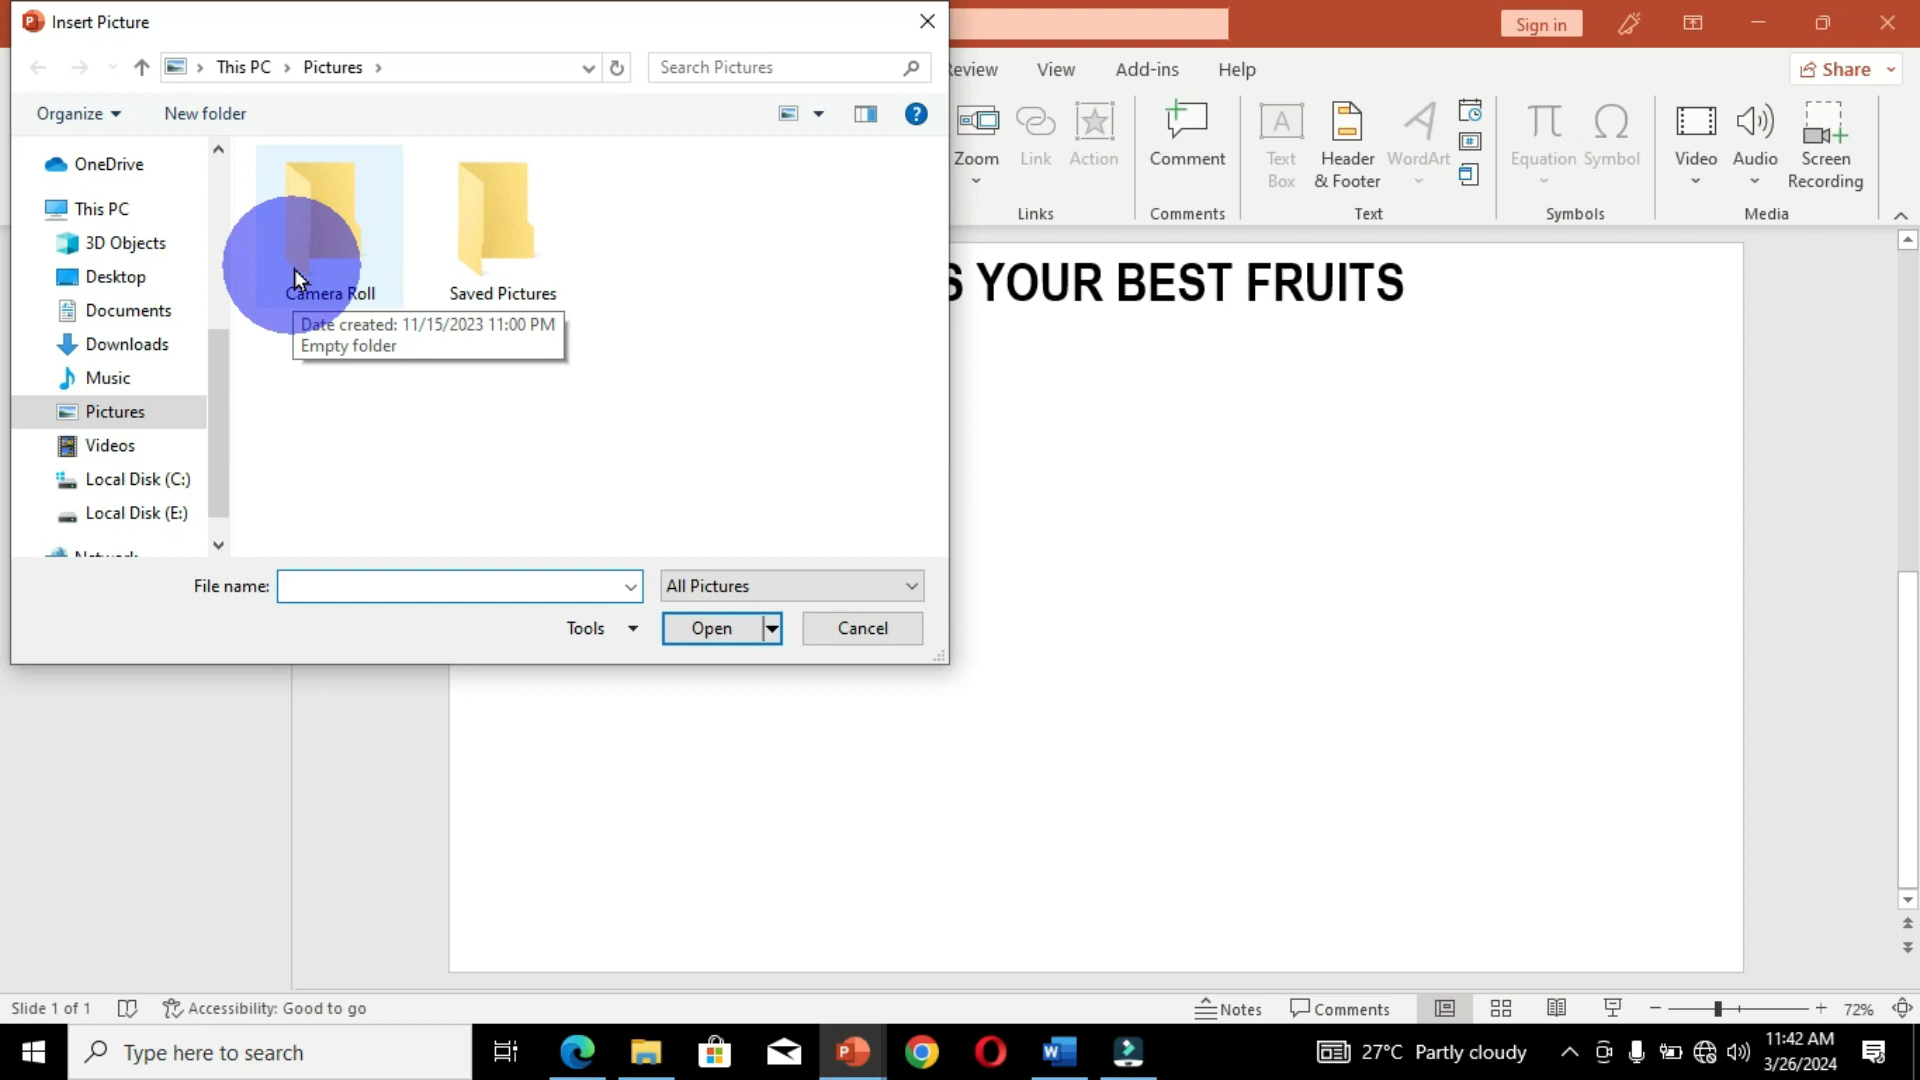 Insert Picture
Sign in
This PC
Pictures
Search Pictures
Review
View
Add-ins
Help
Share
Organize
New folder
OneDrive
This PC
3D Objects
Desktop
Documents
Downloads
Music
Pictures
Videos
Local Disk (C:)
Local Disk (E:)
Network
Camera Roll
Saved Pictures
Date created: 11/15/2023 11:00 PM
Empty folder
Zoom
Link
Action
Comment
Text Box
Header & Footer
WordArt
Equation
Symbol
Video
Audio
Screen Recording
Links
Comments
Text
Symbols
Media
S YOUR BEST FRUITS
File name:
All Pictures
Tools
Open
Cancel
Slide 1 of 1
Accessibility: Good to go
Notes
Comments
72%
Type here to search
27°C Partly cloudy
11:42 AM
3/26/2024